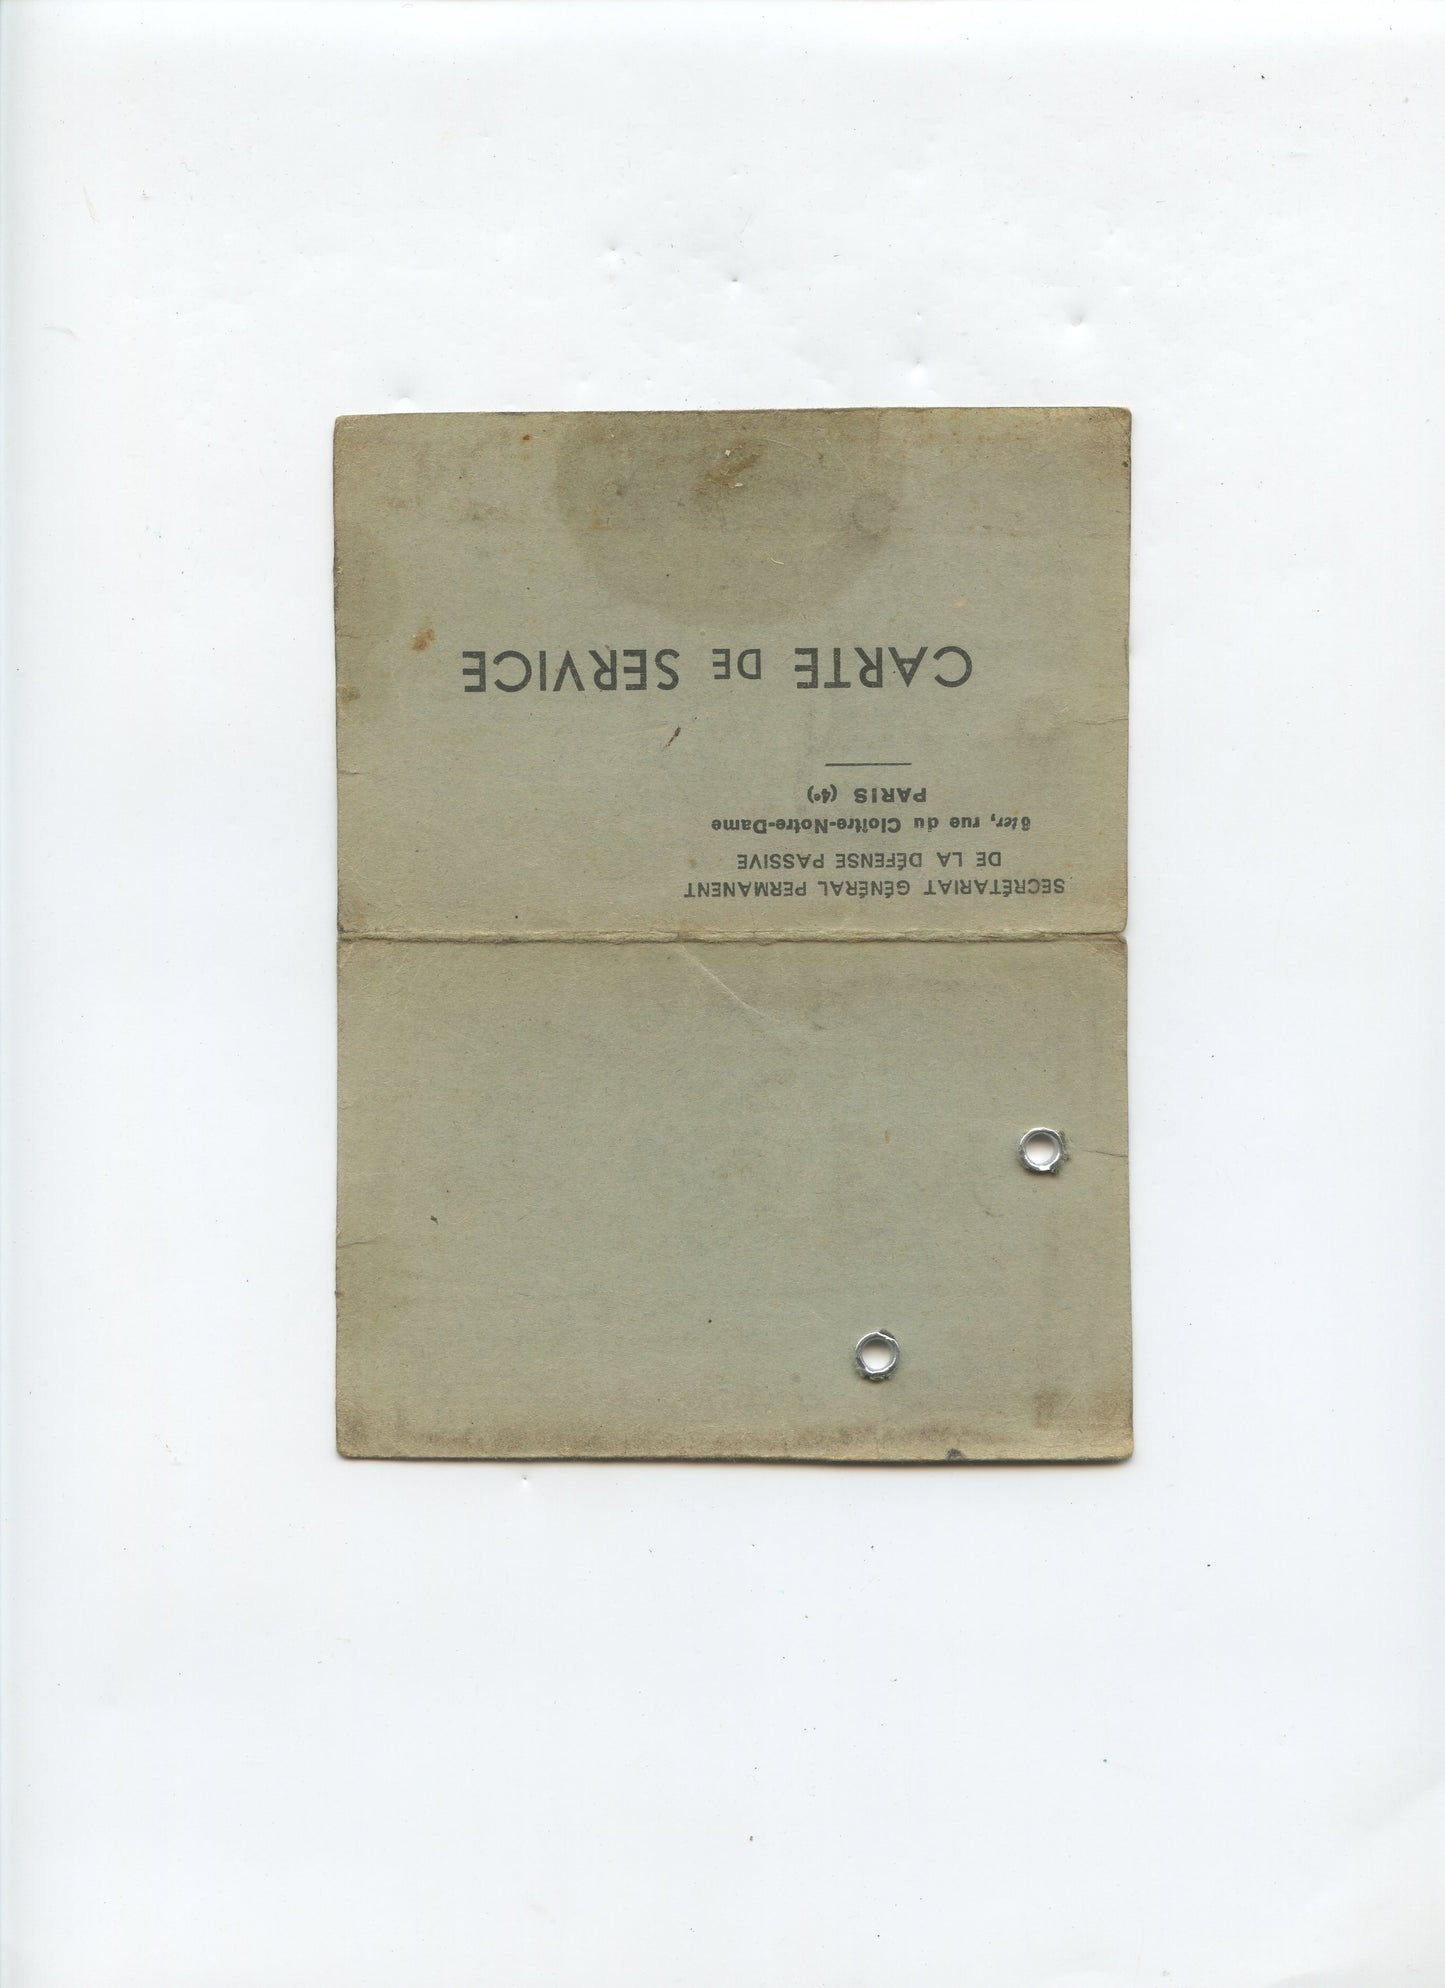 SECRÉTARIAT GÉNÉRAL PERMANENT
DE LA DÉFENSE PASSIVE
6ter, rue du Cloître-Notre-Dame
PARIS (4e)
CARTE DE SERVICE